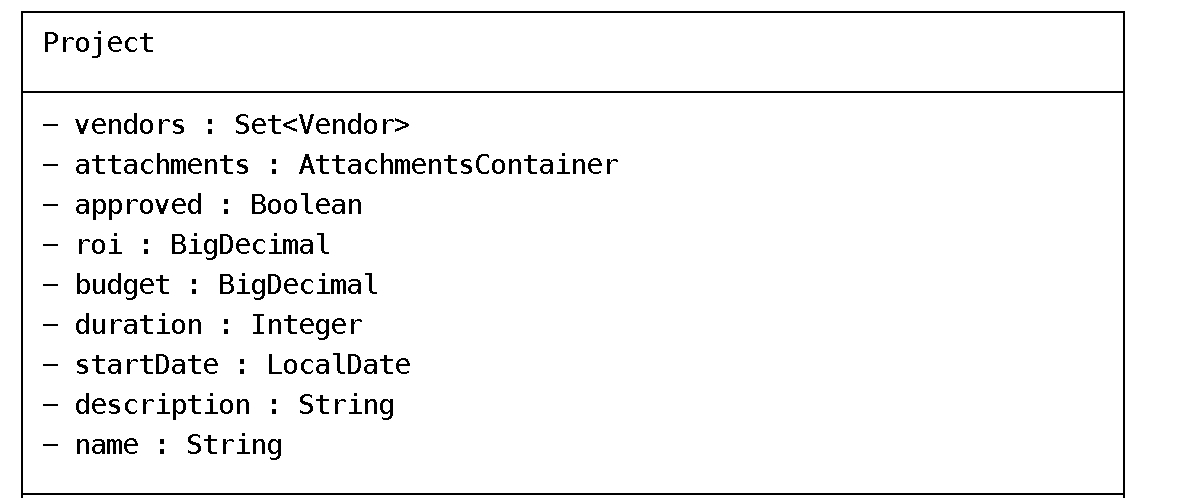 Project
– vendors : Set<Vendor>
– attachments : AttachmentsContainer
– approved : Boolean
– roi : BigDecimal
– budget : BigDecimal
– duration : Integer
– startDate : LocalDate
– description : String
– name : String